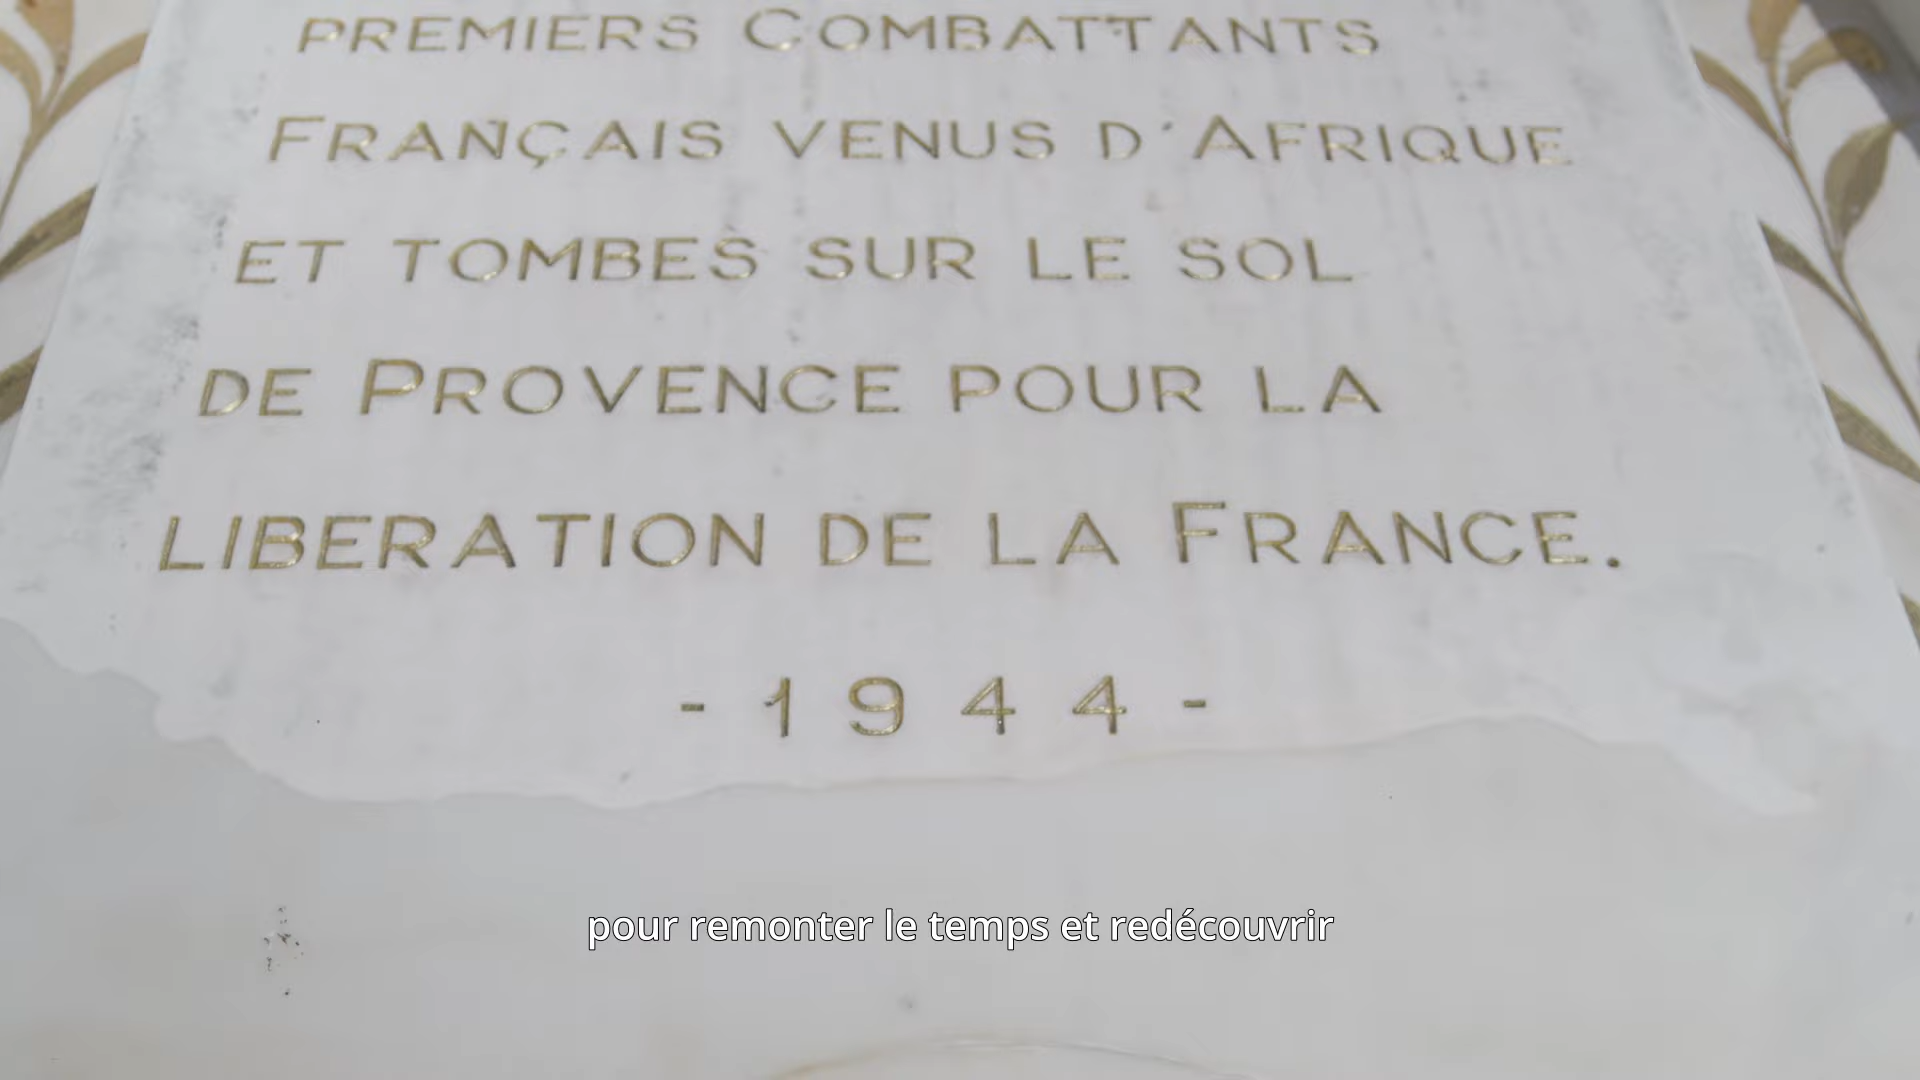 PREMIERS COMBATTANTS
FRANÇAIS VENUS D'AFRIQUE
ET TOMBES SUR LE SOL
DE PROVENCE POUR LA
LIBERATION DE LA FRANCE.
- 1944 -
pour remonter le temps et redécouvrir